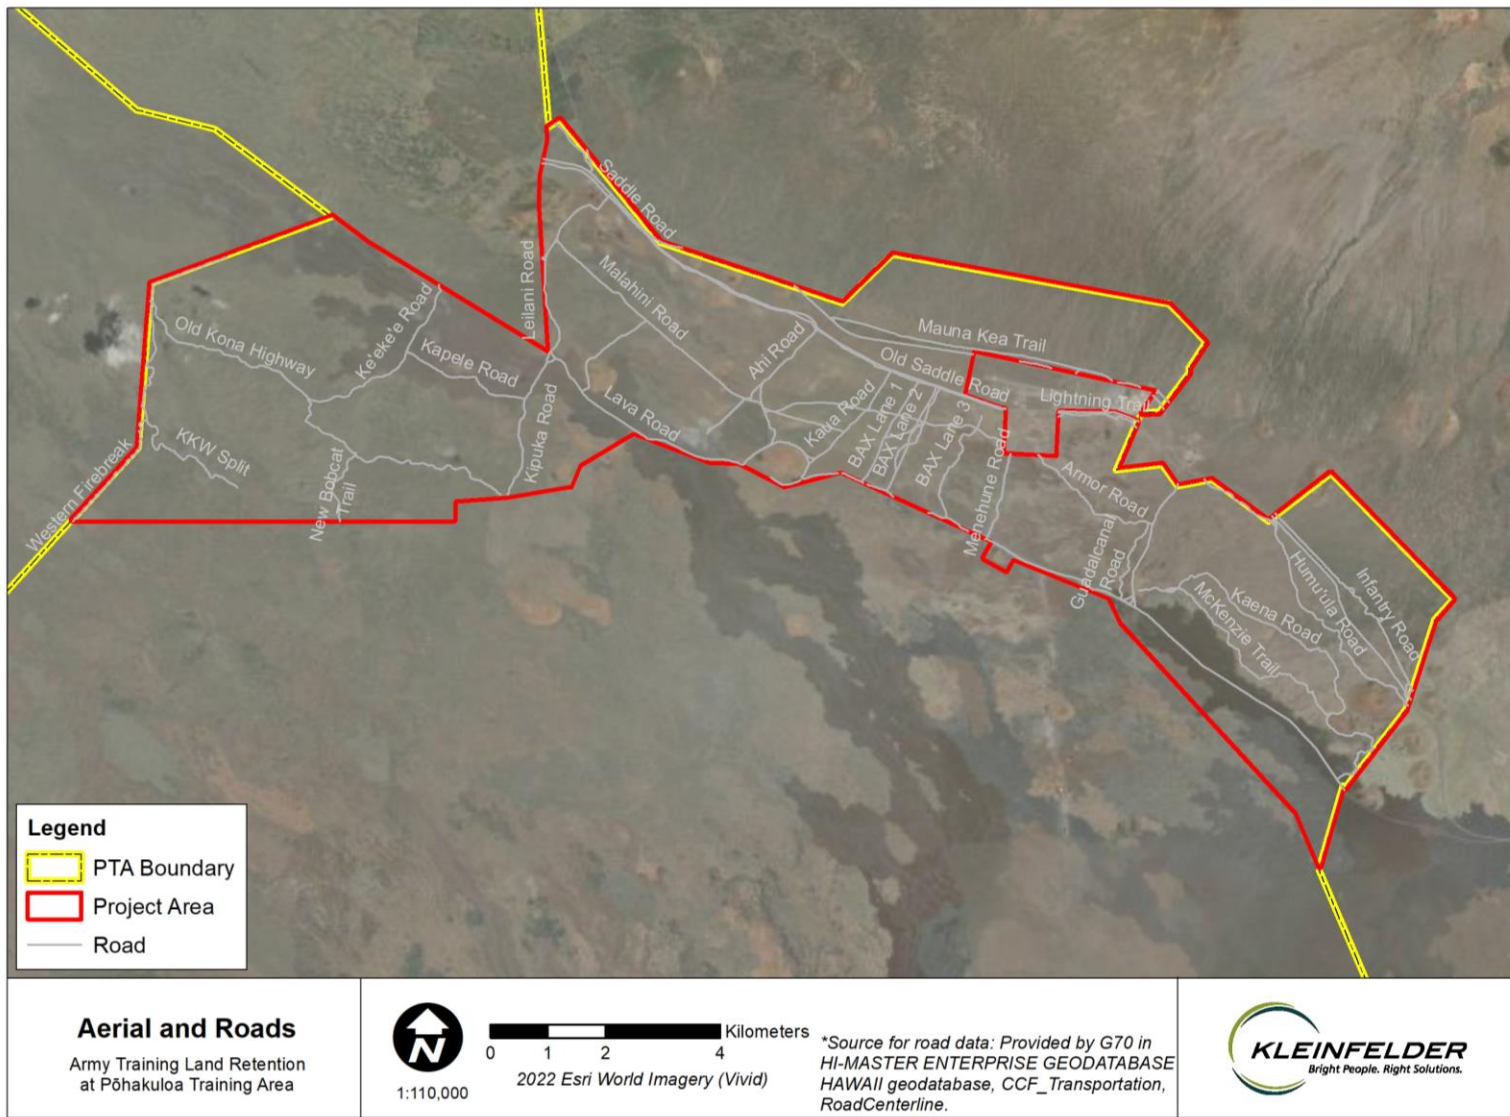 Saddle Road
Leilani Road
Malahini Road
Mauna Kea Trail
Old Kona Highway
Ke'eke'e Road
Kapele Road
Ahi Road
Old Saddle Road
Lightning Trail
Kipuka Road
Lava Road
Kaua Road
BAX Lane 1
BAX Lane 2
BAX Lane 3
Menehune Road
KKW Split
Western Firebreak
New Bobcat
Trail
Armor Road
Guadalcanal
Road
McKenzie Trail
Kaena Road
Humu'ula Road
Infantry Road
Legend
PTA Boundary
Project Area
Road
Aerial and Roads
Army Training Land Retention
at Pōhakuloa Training Area
N
1:110,000
Kilometers
0 1 2 4
2022 Esri World Imagery (Vivid)
*Source for road data: Provided by G70 in
HI-MASTER ENTERPRISE GEODATABASE
HAWAII geodatabase, CCF_Transportation,
RoadCenterline.
KLEINFELDER
Bright People. Right Solutions.